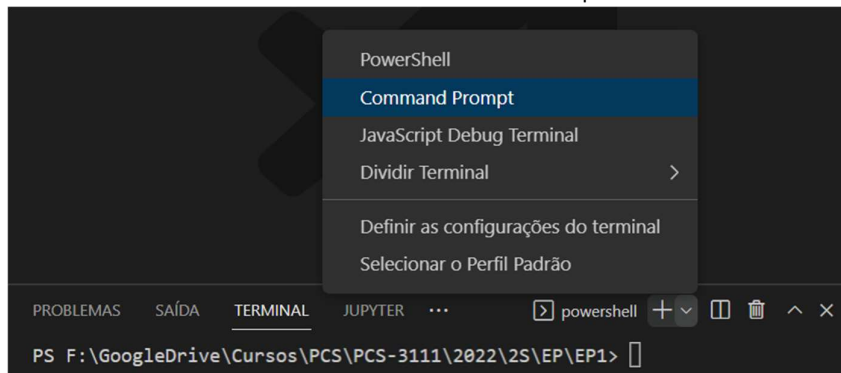 PowerShell
Command Prompt
JavaScript Debug Terminal
Dividir Terminal
Definir as configurações do terminal
Selecionar o Perfil Padrão
PROBLEMAS SAÍDA TERMINAL JUPYTER ··· powershell
PS F:\GoogleDrive\Cursos\PCS\PCS-3111\2022\2S\EP\EP1>